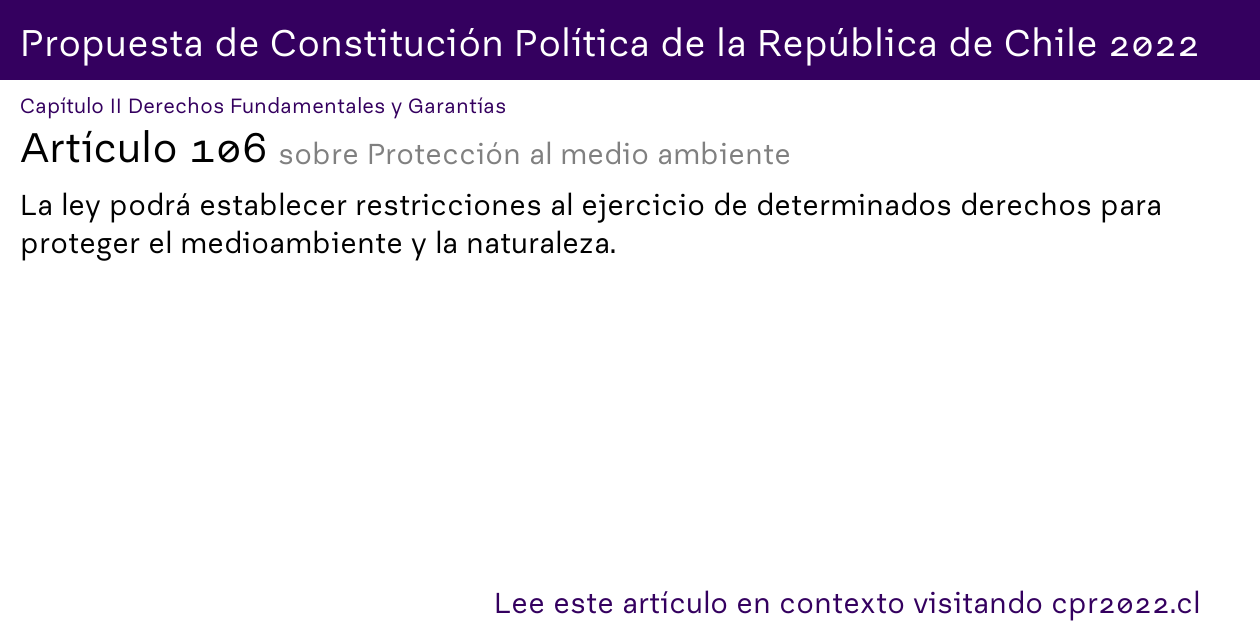 Propuesta de Constitución Política de la República de Chile 2022
Capítulo II Derechos Fundamentales y Garantías
Artículo 106 sobre Protección al medio ambiente
La ley podrá establecer restricciones al ejercicio de determinados derechos para
proteger el medioambiente y la naturaleza.
Lee este artículo en contexto visitando cpr2022.cl